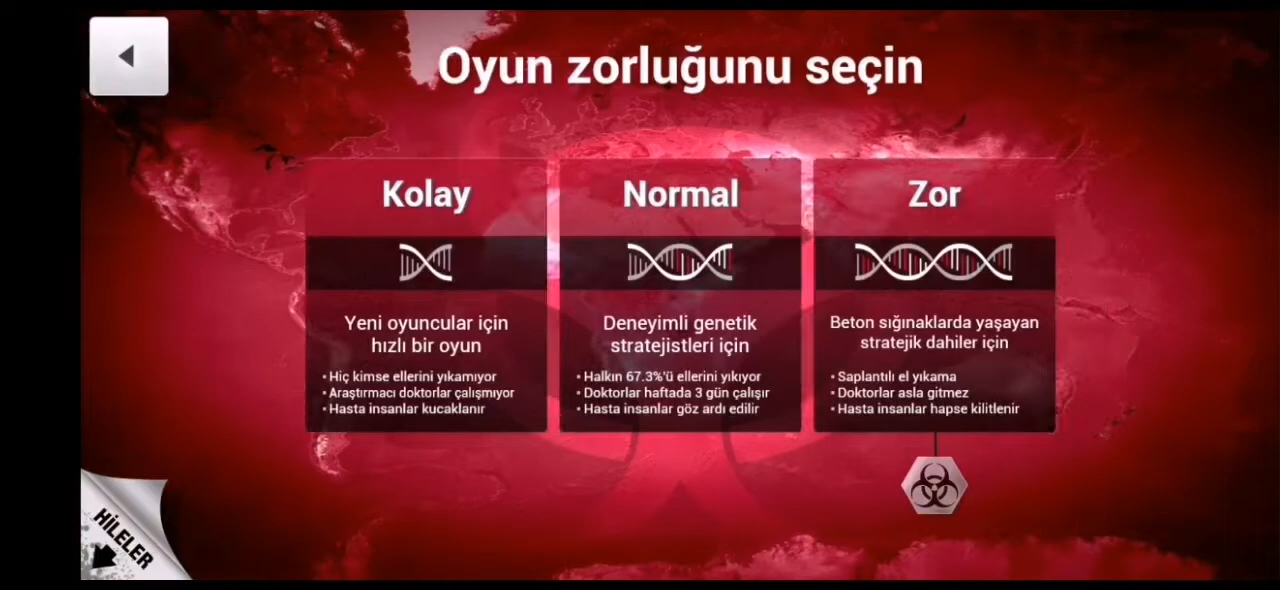 Oyun zorluğunu seçin
Kolay
Yeni oyuncular için
hızlı bir oyun
• Hiç kimse ellerini yıkamıyor
• Araştırmacı doktorlar çalışmıyor
• Hasta insanlar kucaklanır
Normal
Deneyimli genetik
stratejistleri için
• Halkın 67.3%'ü ellerini yıkıyor
• Doktorlar haftada 3 gün çalışır
• Hasta insanlar göz ardı edilir
Zor
Beton sığınaklarda yaşayan
stratejik dahiler için
• Saplantılı el yıkama
• Doktorlar asla gitmez
• Hasta insanlar hapse kilitlenir
HİLELER